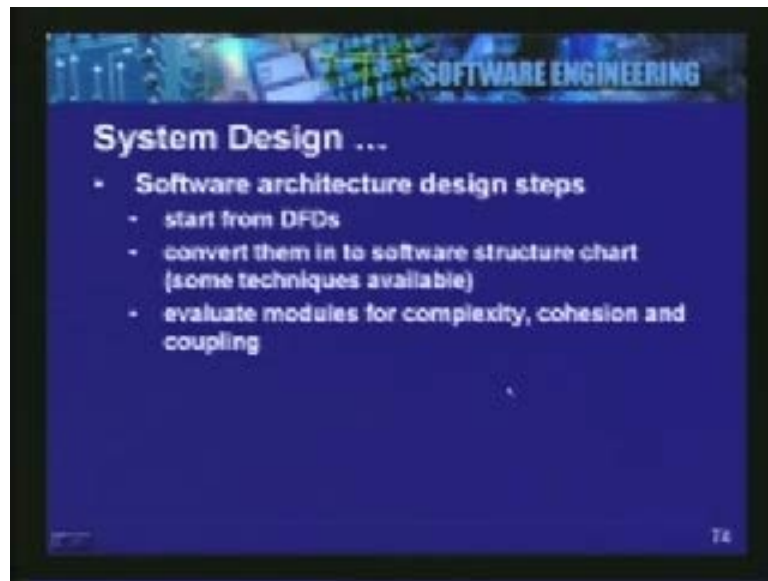 SOFTWARE ENGINEERING
System Design ...
- Software architecture design steps
- start from DFDs
- convert them in to software structure chart
(some techniques available)
- evaluate modules for complexity, cohesion and
coupling
74